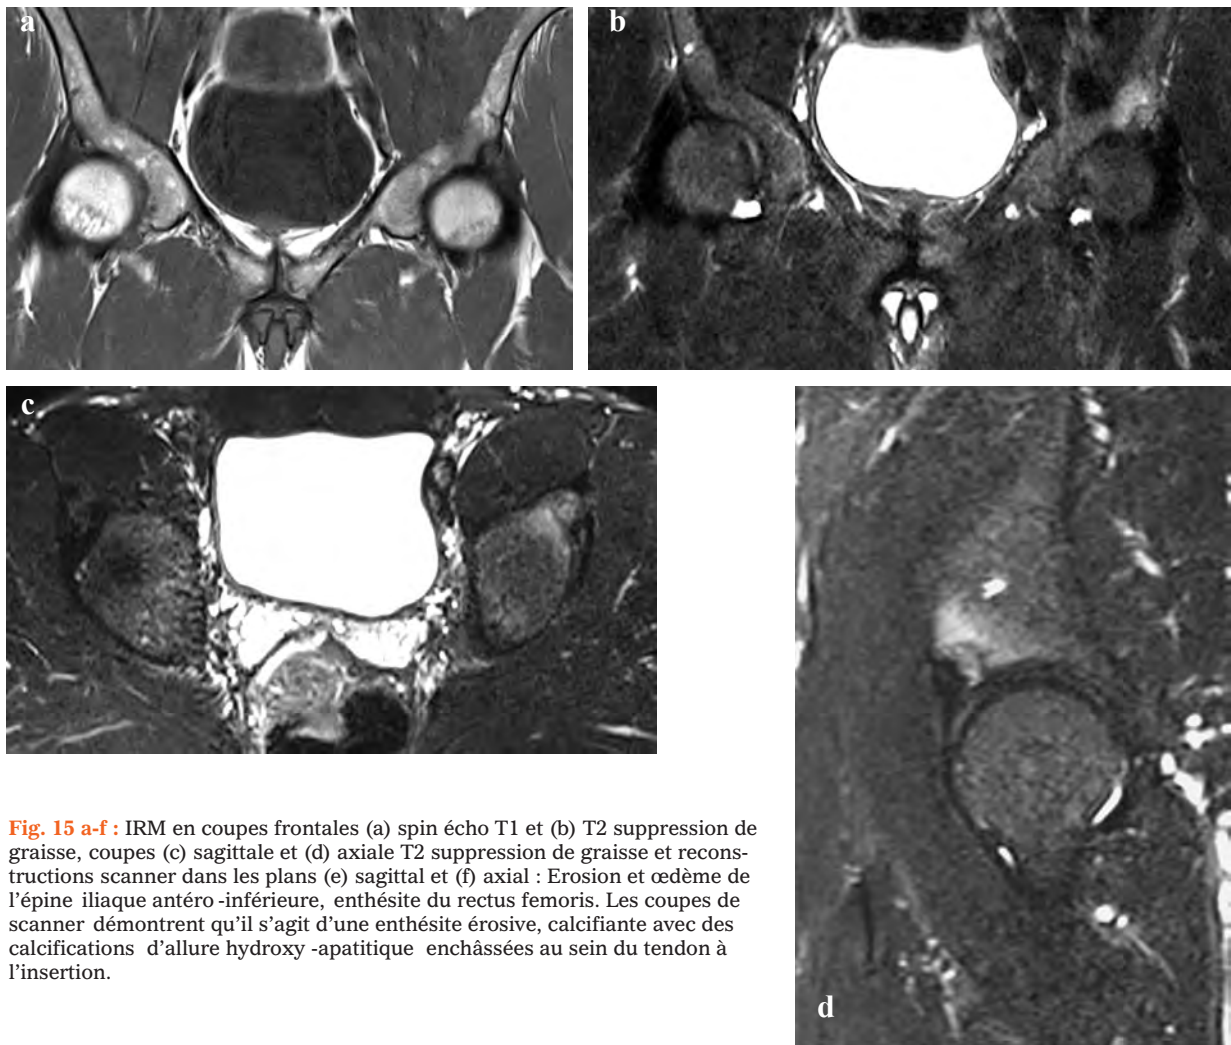 a
b
c
d
Fig. 15 a-f : IRM en coupes frontales (a) spin écho T1 et (b) T2 suppression de
graisse, coupes (c) sagittale et (d) axiale T2 suppression de graisse et recons-
tructions scanner dans les plans (e) sagittal et (f) axial : Erosion et œdème de
l’épine iliaque antéro -inférieure, enthésite du rectus femoris. Les coupes de
scanner démontrent qu’il s’agit d’une enthésite érosive, calcifiante avec des
calcifications d’allure hydroxy -apatitique enchâssées au sein du tendon à
l’insertion.